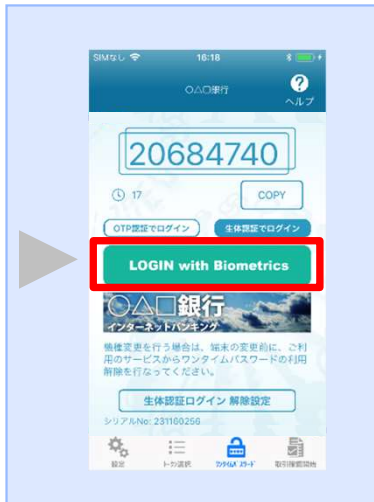 SIMなし 16:18
○△□銀行
?
ヘルプ
20684740
17 COPY
OTP認証でログイン 生体認証でログイン
LOGIN with Biometrics
○△□銀行
インターネットバンキング
機種変更を行う場合は、端末の変更前に、ご利
用のサービスからワンタイムパスワードの利用
解除を行なってください。
生体認証ログイン 解除設定
シリアルNo: 231160256
設定 トークン選択 ワンタイムパスワード 取引確認開始